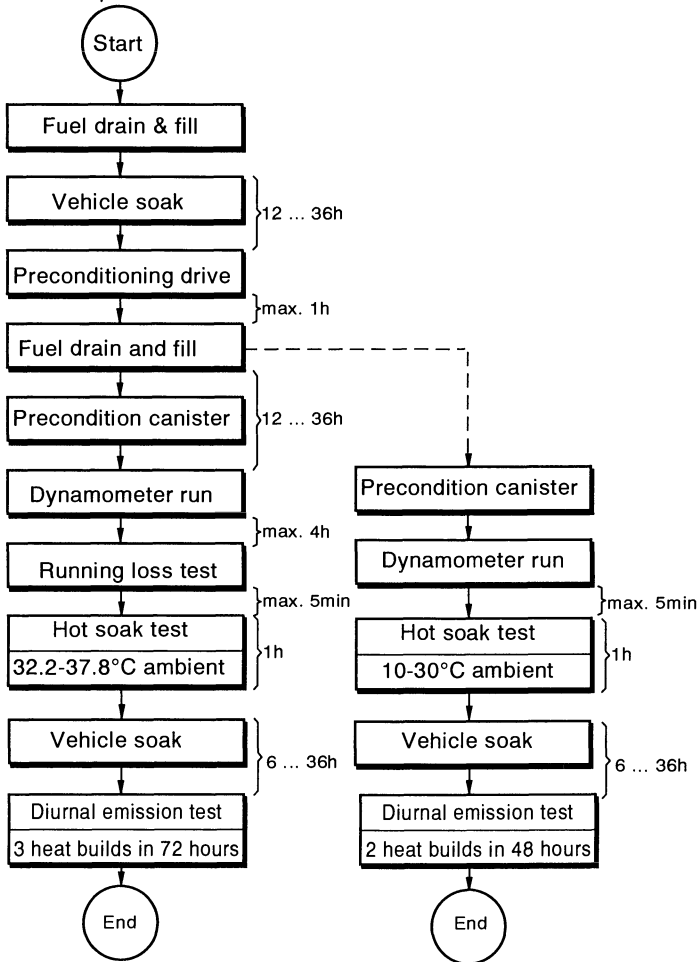 Start
Fuel drain & fill
Vehicle soak
12 ... 36h
Preconditioning drive
max. 1h
Fuel drain and fill
Precondition canister
12 ... 36h
Dynamometer run
max. 4h
Running loss test
max. 5min
Hot soak test
32.2-37.8°C ambient
1h
Vehicle soak
6 ... 36h
Diurnal emission test
3 heat builds in 72 hours
End
Precondition canister
Dynamometer run
max. 5min
Hot soak test
10-30°C ambient
1h
Vehicle soak
6 ... 36h
Diurnal emission test
2 heat builds in 48 hours
End